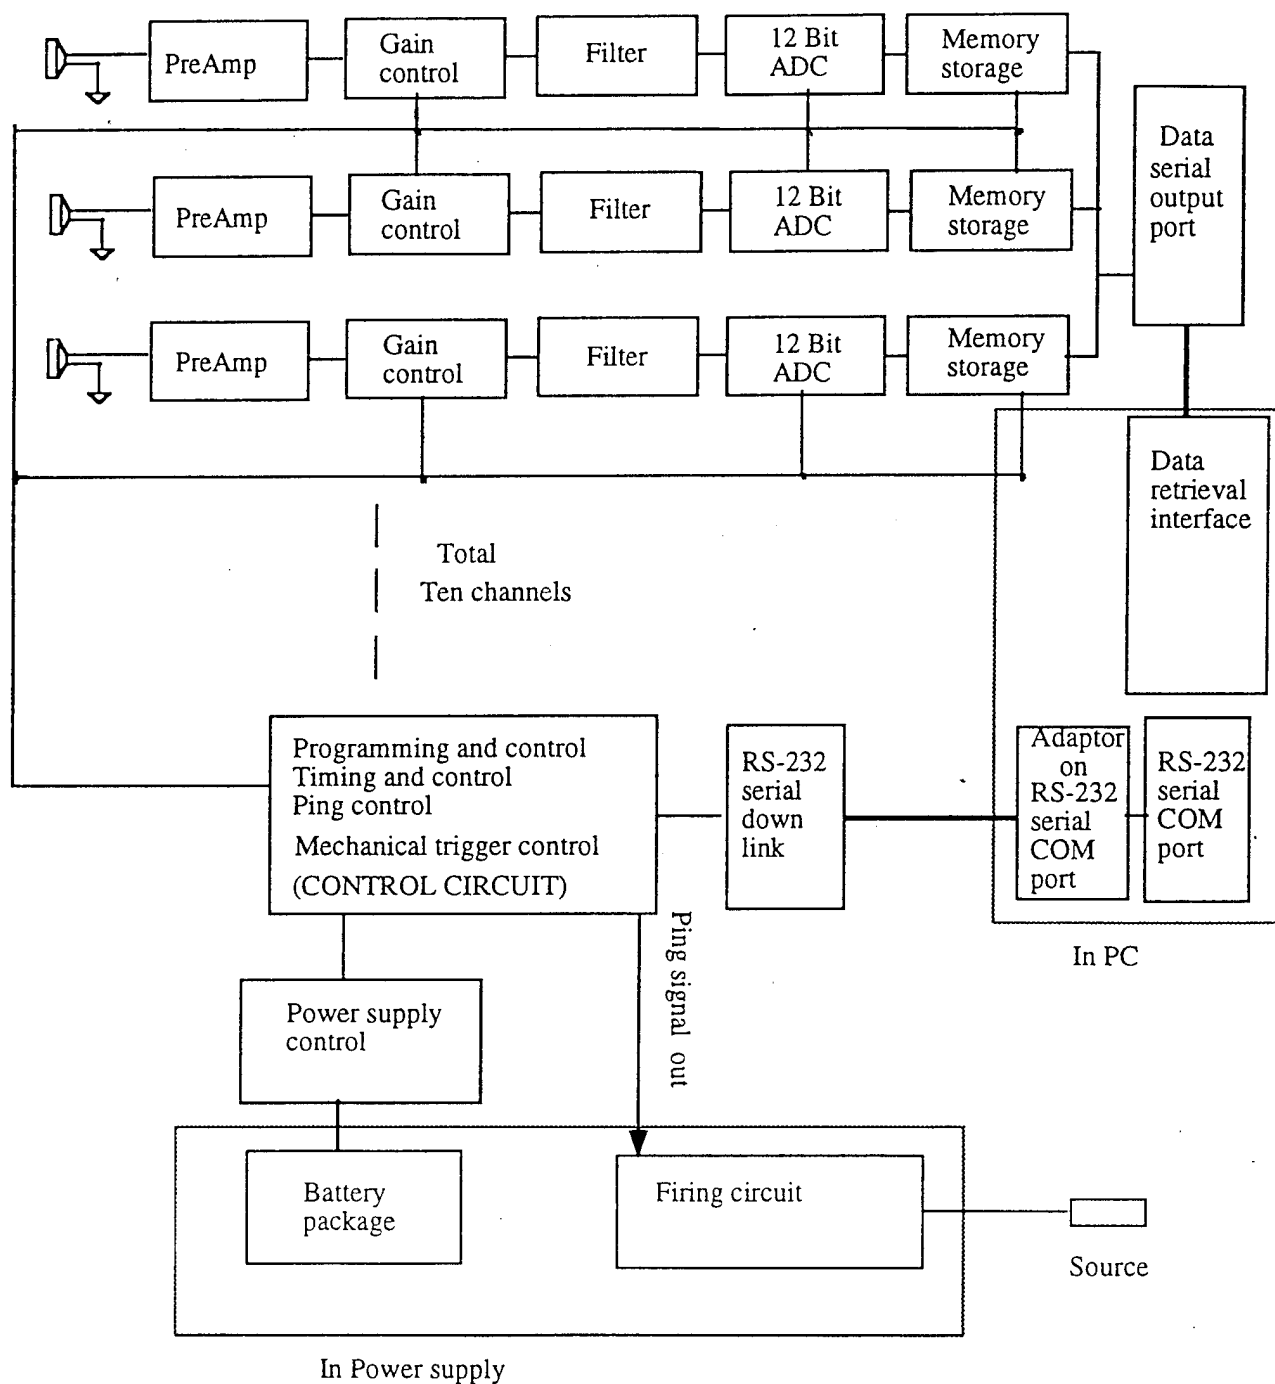 PreAmp
Gain
control
Filter
12 Bit
ADC
Memory
storage
PreAmp
Gain
control
Filter
12 Bit
ADC
Memory
storage
PreAmp
Gain
control
Filter
12 Bit
ADC
Memory
storage
Data
serial
output
port
Data
retrieval
interface
Total
Ten channels
Programming and control
Timing and control
Ping control
Mechanical trigger control
(CONTROL CIRCUIT)
RS-232
serial
down
link
Adaptor
on
RS-232
serial
COM
port
RS-232
serial
COM
port
In PC
Ping signal out
Power supply
control
Battery
package
Firing circuit
Source
In Power supply